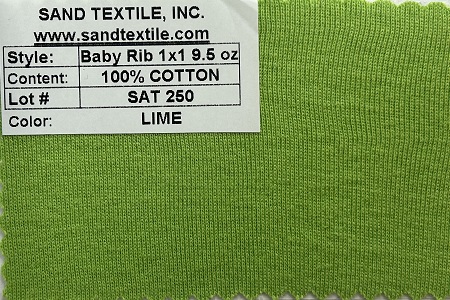 SAND TEXTILE, INC.
www.sandtextile.com
Style: Baby Rib 1x1 9.5 oz
Content: 100% COTTON
Lot # SAT 250
Color: LIME